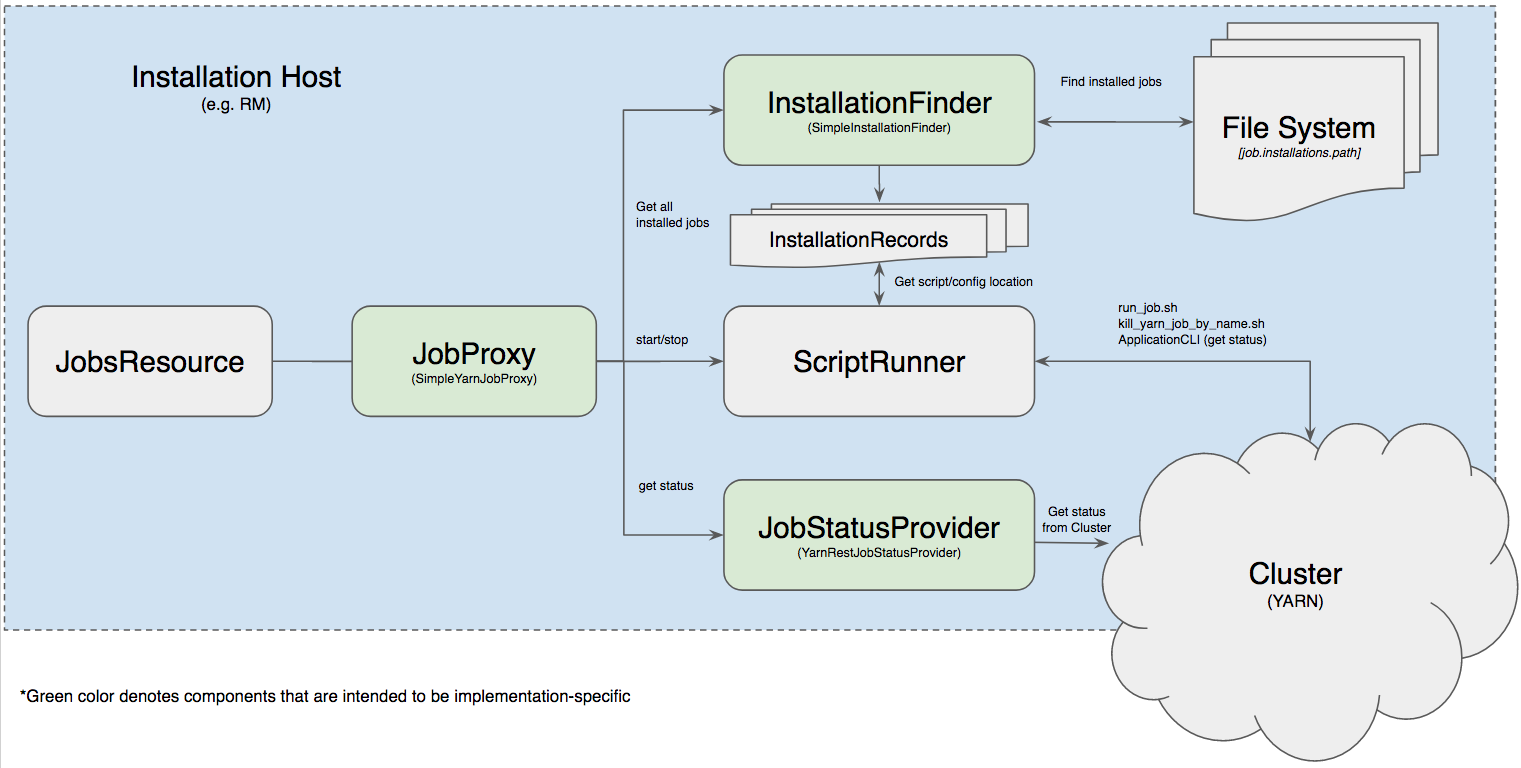 Installation Host
(e.g. RM)
InstallationFinder
(SimpleInstallationFinder)
Find installed jobs
File System
[job.installations.path]
Get all
installed jobs
InstallationRecords
Get script/config location
JobsResource
JobProxy
(SimpleYarnJobProxy)
start/stop
ScriptRunner
run_job.sh
kill_yarn_job_by_name.sh
ApplicationCLI (get status)
get status
JobStatusProvider
(YarnRestJobStatusProvider)
Get status
from Cluster
Cluster
(YARN)
*Green color denotes components that are intended to be implementation-specific